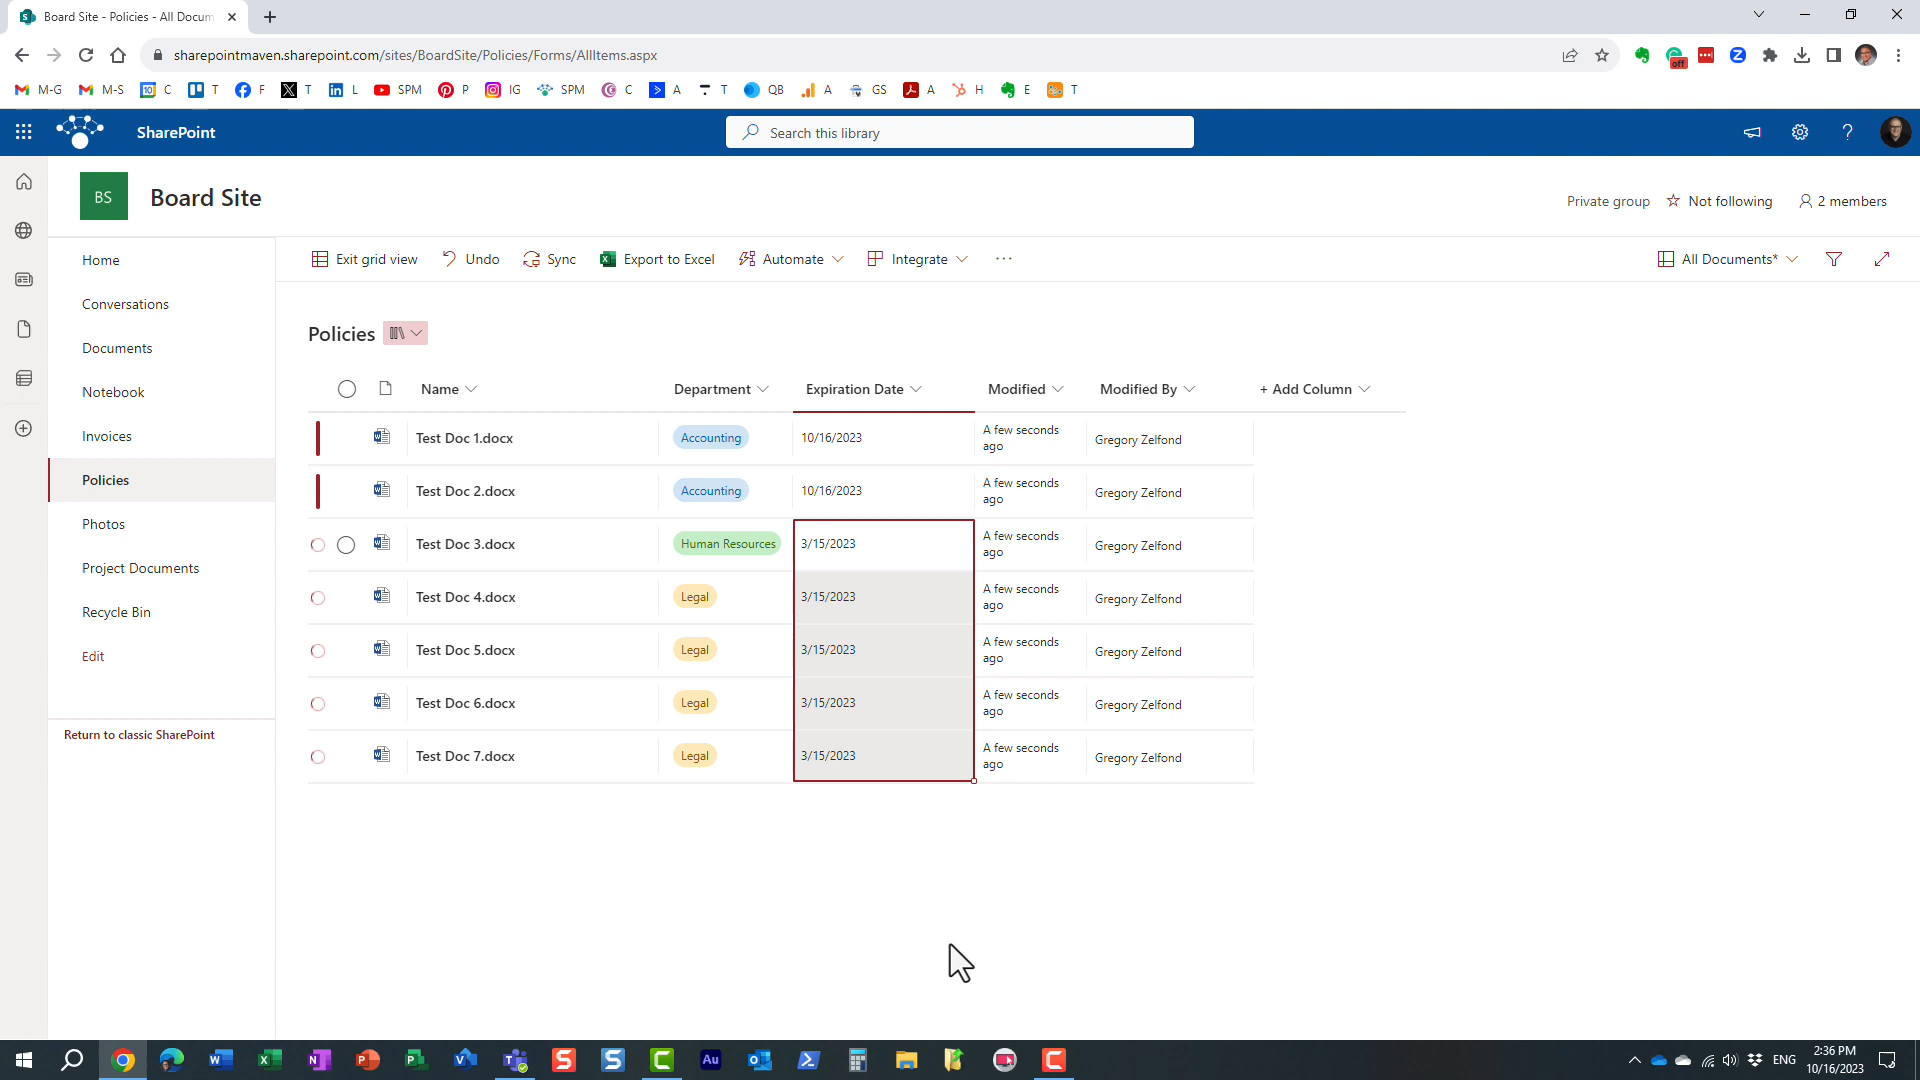 Board Site - Policies - All Docum
sharepointmaven.sharepoint.com/sites/BoardSite/Policies/Forms/AllItems.aspx
off
M-G M-S C T F T L SPM P IG SPM C A T QB A GS A H E T
SharePoint
Search this library
BS
Board Site
Private group Not following 2 members
Home
Conversations
Documents
Notebook
Invoices
Policies
Photos
Project Documents
Recycle Bin
Edit
Return to classic SharePoint
Exit grid view Undo Sync Export to Excel Automate Integrate ... All Documents*
Policies
Name Department Expiration Date Modified Modified By + Add Column
Test Doc 1.docx Accounting 10/16/2023 A few seconds ago Gregory Zelfond
Test Doc 2.docx Accounting 10/16/2023 A few seconds ago Gregory Zelfond
Test Doc 3.docx Human Resources 3/15/2023 A few seconds ago Gregory Zelfond
Test Doc 4.docx Legal 3/15/2023 A few seconds ago Gregory Zelfond
Test Doc 5.docx Legal 3/15/2023 A few seconds ago Gregory Zelfond
Test Doc 6.docx Legal 3/15/2023 A few seconds ago Gregory Zelfond
Test Doc 7.docx Legal 3/15/2023 A few seconds ago Gregory Zelfond
ENG
2:36 PM
10/16/2023